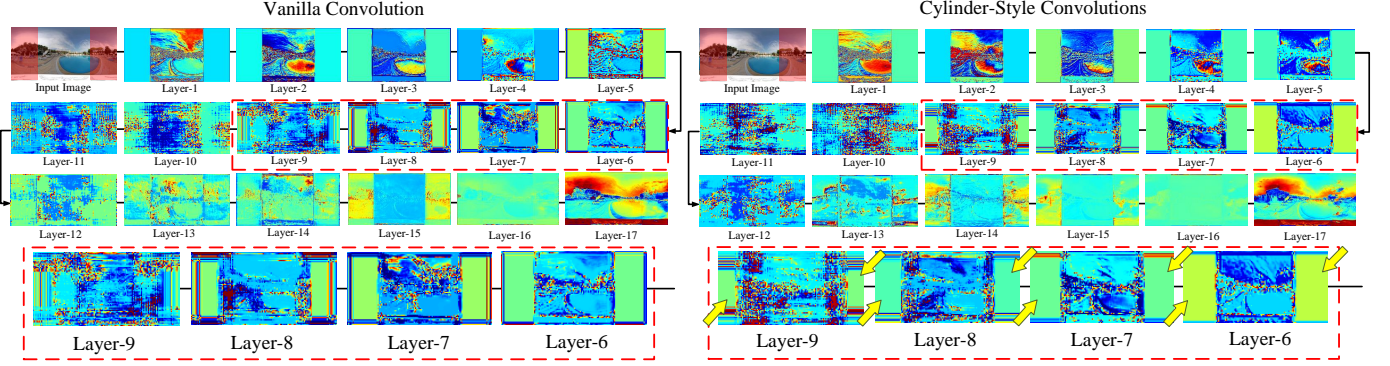 Vanilla Convolution
Input Image Layer-1 Layer-2 Layer-3 Layer-4 Layer-5
Layer-11 Layer-10 Layer-9 Layer-8 Layer-7 Layer-6
Layer-12 Layer-13 Layer-14 Layer-15 Layer-16 Layer-17
Layer-9 Layer-8 Layer-7 Layer-6
Cylinder-Style Convolutions
Input Image Layer-1 Layer-2 Layer-3 Layer-4 Layer-5
Layer-11 Layer-10 Layer-9 Layer-8 Layer-7 Layer-6
Layer-12 Layer-13 Layer-14 Layer-15 Layer-16 Layer-17
Layer-9 Layer-8 Layer-7 Layer-6